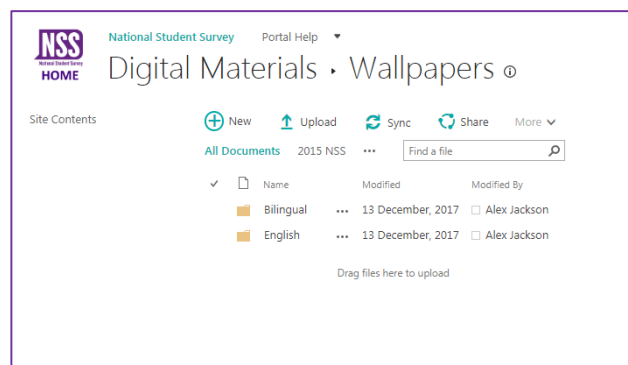 NSS
National Student Survey
HOME
National Student Survey Portal Help
Digital Materials ▸ Wallpapers
Site Contents
New Upload Sync Share More
All Documents 2015 NSS ••• Find a file
Name Modified Modified By
Bilingual ••• 13 December, 2017 Alex Jackson
English ••• 13 December, 2017 Alex Jackson
Drag files here to upload